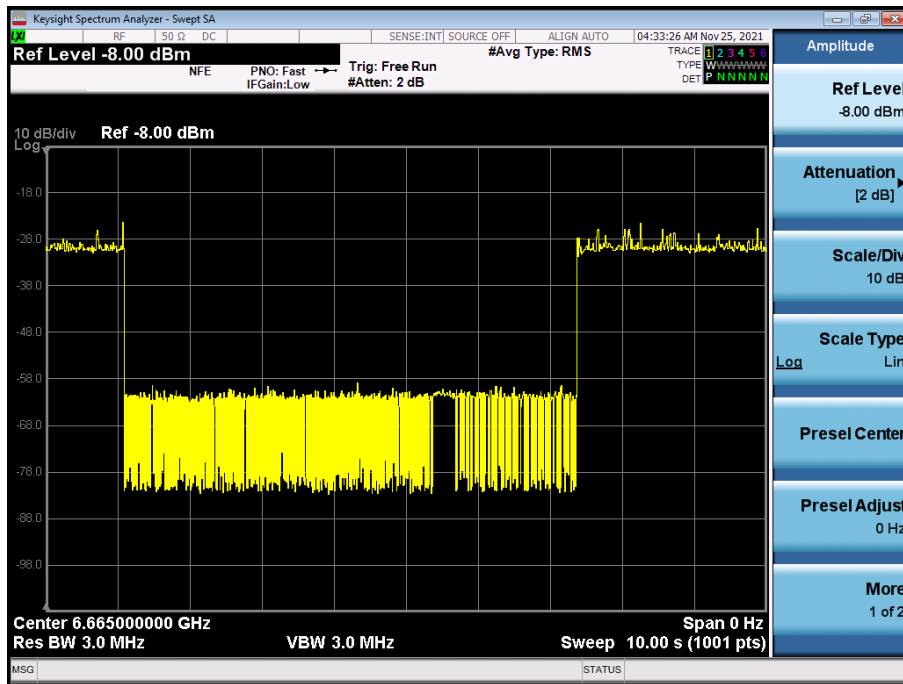 Keysight Spectrum Analyzer - Swept SA
LXI RF 50 Ω DC SENSE:INT SOURCE OFF ALIGN AUTO 04:33:26 AM Nov 25, 2021
Ref Level -8.00 dBm
NFE
PNO: Fast
IFGain:Low
Trig: Free Run
#Atten: 2 dB
#Avg Type: RMS
TRACE 1 2 3 4 5 6
TYPE WWWWWW
DET P N N N N N
10 dB/div Ref -8.00 dBm
Log
-18.0
-28.0
-38.0
-48.0
-58.0
-68.0
-78.0
-88.0
-98.0
Center 6.665000000 GHz Span 0 Hz
Res BW 3.0 MHz VBW 3.0 MHz Sweep 10.00 s (1001 pts)
MSG STATUS
Amplitude
Ref Level
-8.00 dBm
Attenuation
[2 dB]
Scale/Div
10 dB
Scale Type
Log Lin
Presel Center
Presel Adjust
0 Hz
More
1 of 2